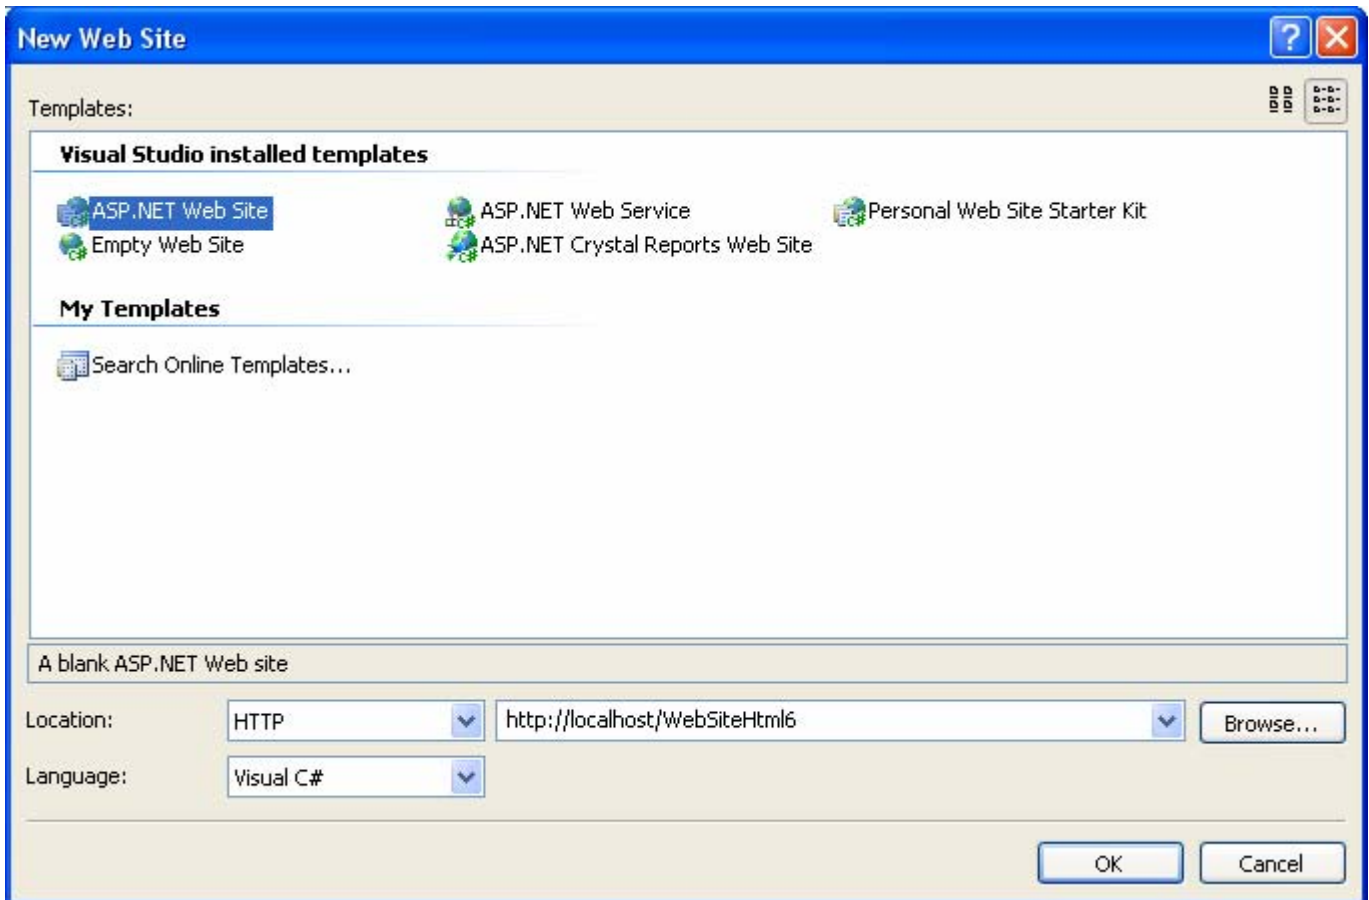 New Web Site
Templates:
Visual Studio installed templates
ASP.NET Web Site ASP.NET Web Service Personal Web Site Starter Kit
Empty Web Site ASP.NET Crystal Reports Web Site
My Templates
Search Online Templates...
A blank ASP.NET Web site
Location: HTTP http://localhost/WebSiteHtml6 Browse...
Language: Visual C#
OK Cancel